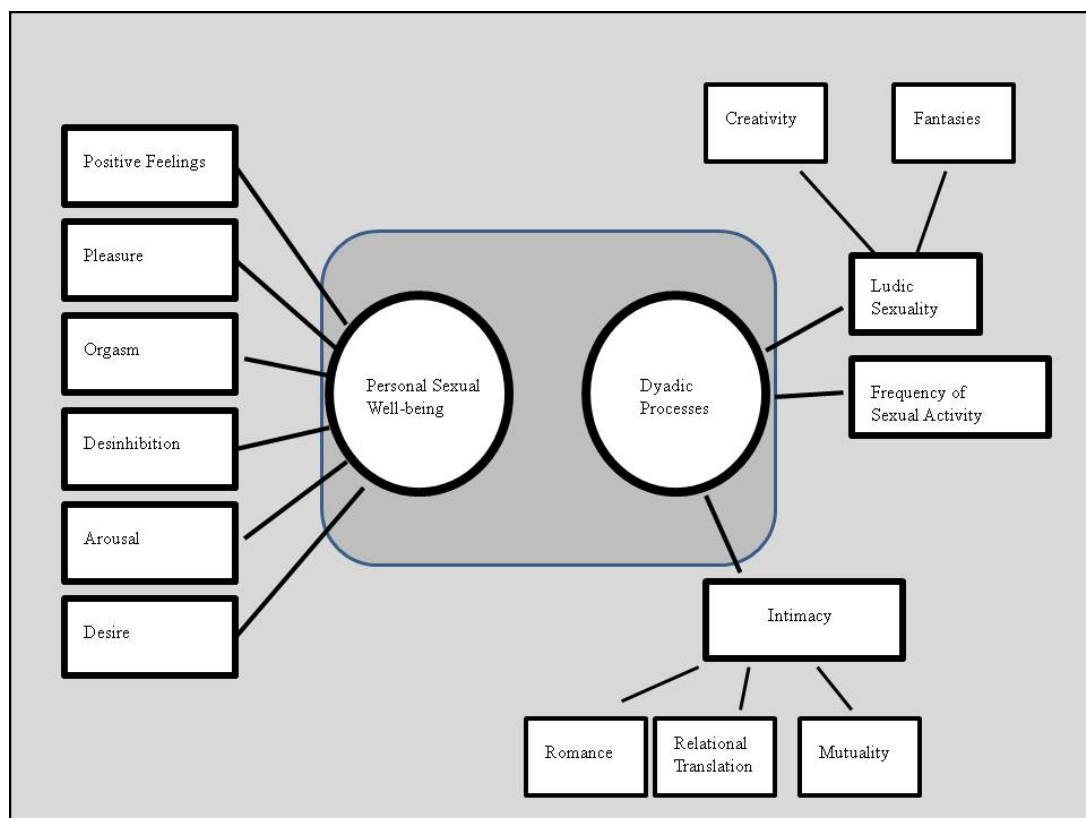 Creativity
Fantasies
Positive Feelings
Pleasure
Orgasm
Desinhibition
Arousal
Desire
Personal Sexual
Well-being
Dyadic
Processes
Ludic
Sexuality
Frequency of
Sexual Activity
Intimacy
Romance
Relational
Translation
Mutuality